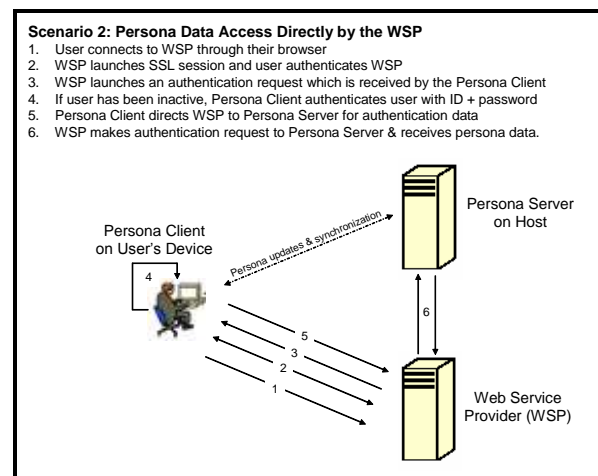 Scenario 2: Persona Data Access Directly by the WSP
1. User connects to WSP through their browser
2. WSP launches SSL session and user authenticates WSP
3. WSP launches an authentication request which is received by the Persona Client
4. If user has been inactive, Persona Client authenticates user with ID + password
5. Persona Client directs WSP to Persona Server for authentication data
6. WSP makes authentication request to Persona Server & receives persona data.
Persona Server
on Host
Persona Client
on User's Device
Persona updates & synchronization
4
6
5
3
2
1
Web Service
Provider (WSP)